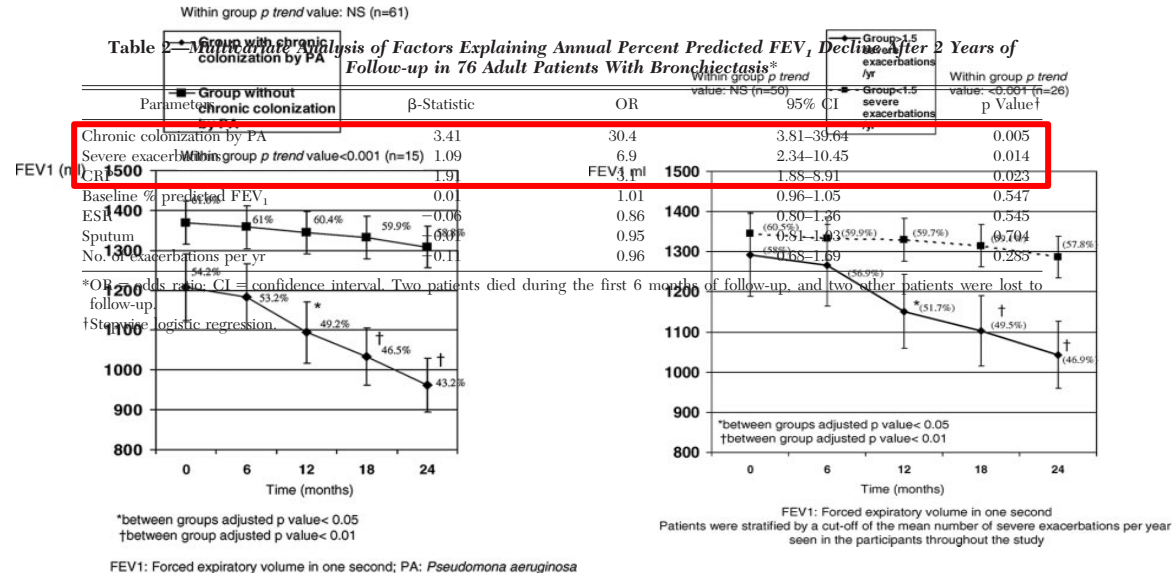 Within group p trend value: NS (n=61)
Table 2—Multivariate Analysis of Factors Explaining Annual Percent Predicted FEV1 Decline After 2 Years of
Follow-up in 76 Adult Patients With Bronchiectasis*
Parameters β-Statistic OR 95% CI p Value†
Chronic colonization by PA 3.41 30.4 3.81–39.64 0.005
Severe exacerbations 1.09 6.9 2.34–10.45 0.014
CRP 1.91 3.1 1.88–8.91 0.023
Baseline % predicted FEV1 0.01 1.01 0.96–1.05 0.547
ESR −0.06 0.86 0.80–1.36 0.545
Sputum −0.01 0.95 0.81–1.03 0.704
No. of exacerbations per yr −0.11 0.96 0.68–1.69 0.285
*OR = odds ratio; CI = confidence interval. Two patients died during the first 6 months of follow-up, and two other patients were lost to
follow-up.
†Stepwise logistic regression.
Group with chronic
colonization by PA
Group without
chronic colonization
by PA
Within group p trend value<0.001 (n=15)
FEV1 (ml)
1500
1400
1300
1200
1100
1000
900
800
61.6%
61%
60.4%
59.9%
58.8%
54.2%
53.2%
*
49.2%
†
46.5%
†
43.2%
0 6 12 18 24
Time (months)
*between groups adjusted p value< 0.05
†between group adjusted p value< 0.01
FEV1: Forced expiratory volume in one second; PA: Pseudomona aeruginosa
Group>1.5
severe
exacerbations
/yr
Group<1.5
severe
exacerbations
/yr
Within group p trend
value: NS (n=50)
Within group p trend
value: <0.001 (n=26)
FEV1 ml
1500
1400
1300
1200
1100
1000
900
800
(60.5%)
(59.9%)
(59.7%)
(57.8%
(58%)
(56.9%)
*(51.7%)
†
(49.5%)
†
(46.9%)
*between groups adjusted p value< 0.05
†between group adjusted p value< 0.01
0 6 12 18 24
Time (months)
FEV1: Forced expiratory volume in one second
Patients were stratified by a cut-off of the mean number of severe exacerbations per year
seen in the participants throughout the study